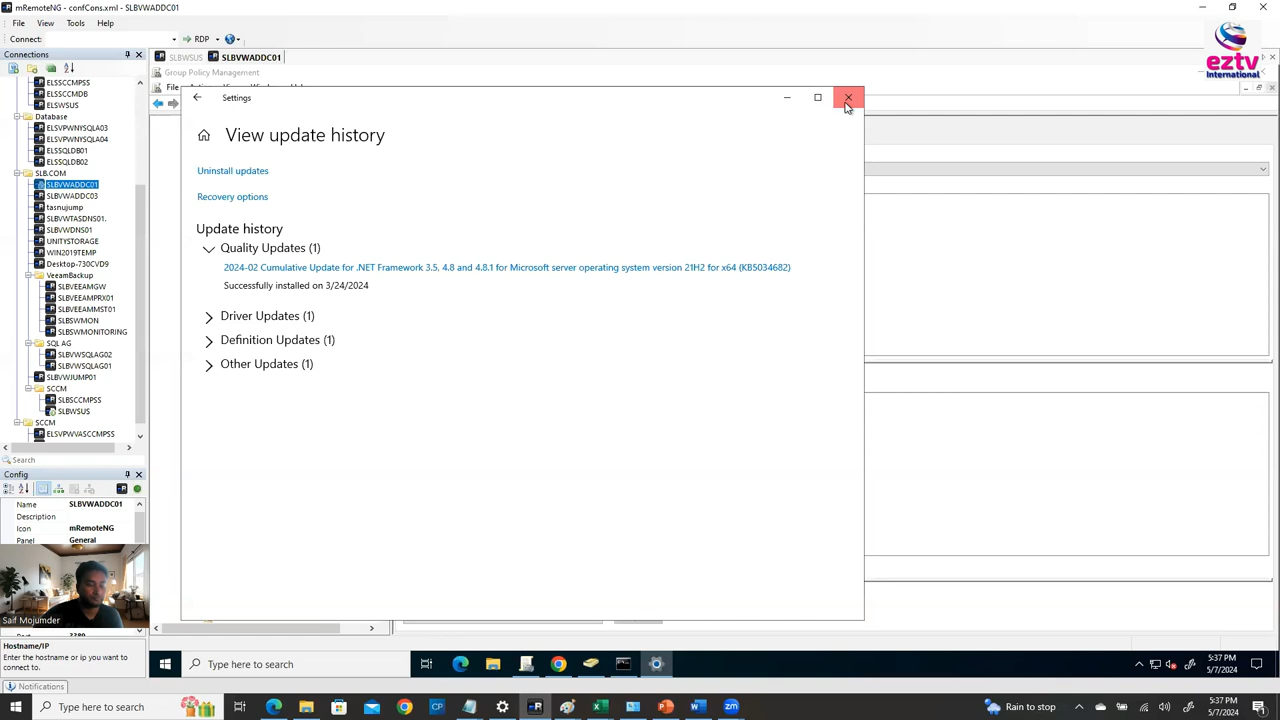 mRemoteNG - confCons.xml - SLBVWADDC01
File View Tools Help
Connect: RDP
Connections
SLBWSUS SLBVWADDC01
eztv
International
Group Policy Management
File
ELSSCCMPSS
ELSSCCMDB
ELSWSUS
Database
ELSVPWNYSQLA03
ELSVPWNYSQLA04
ELSSQLDB01
ELSSQLDB02
SLB.COM
SLBVWADDC01
SLBVWADDC03
tasnujump
SLBVWTASDNS01.
SLBVWDNS01
UNITYSTORAGE
WIN2019TEMP
Desktop-730CVD9
VeeamBackup
SLBVEEAMGW
SLBVEEAMPRX01
SLBVEEAMMST01
SLBSWMON
SLBSWMONITORING
SQL AG
SLBVWSQLAG02
SLBVWSQLAG01
SLBVWJUMP01
SCCM
SLBSCCMPSS
SLBWSUS
SCCM
ELSVPWVASCCMPSS
Search
Config
Name SLBVWADDC01
Description
Icon mRemoteNG
Panel General
Saif Mojumder
3389
Hostname/IP
Enter the hostname or ip you want to
connect to.
Notifications
Settings
View update history
Uninstall updates
Recovery options
Update history
Quality Updates (1)
2024-02 Cumulative Update for .NET Framework 3.5, 4.8 and 4.8.1 for Microsoft server operating system version 21H2 for x64 (KB5034682)
Successfully installed on 3/24/2024
Driver Updates (1)
Definition Updates (1)
Other Updates (1)
Type here to search
5:37 PM
5/7/2024
Type here to search
Rain to stop
5:37 PM
5/7/2024